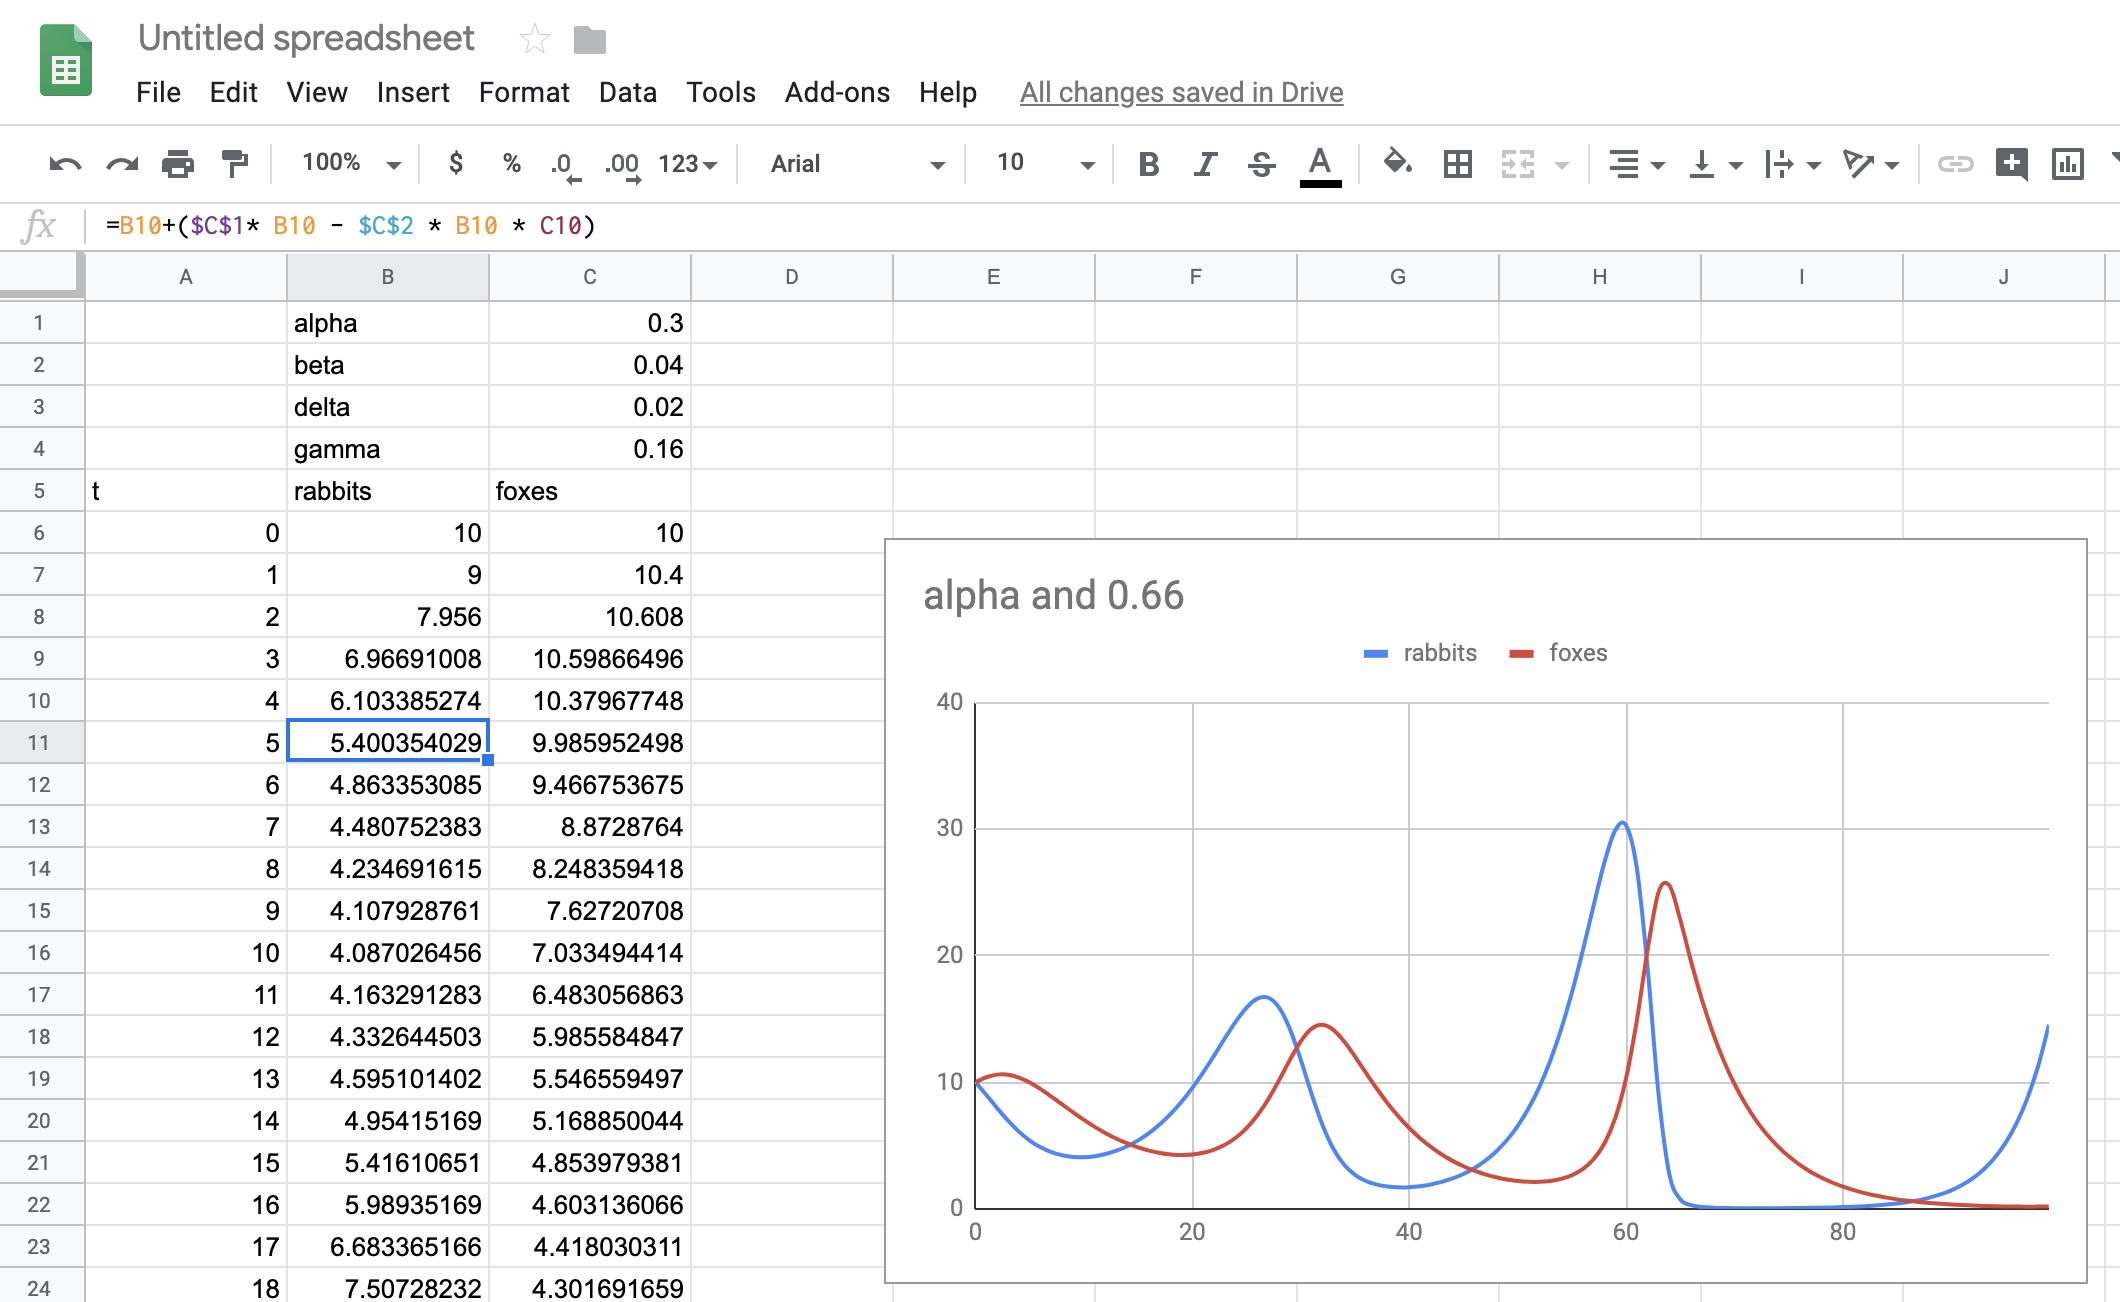 Untitled spreadsheet
File Edit View Insert Format Data Tools Add-ons Help All changes saved in Drive
100% $ % .0 .00 123 Arial 10 B I S A
fx =B10+($C$1* B10 - $C$2 * B10 * C10)
A B C D E F G H I J
1 alpha 0.3
2 beta 0.04
3 delta 0.02
4 gamma 0.16
5 t rabbits foxes
6 0 10 10
7 1 9 10.4
8 2 7.956 10.608
9 3 6.96691008 10.59866496
10 4 6.103385274 10.37967748
11 5 5.400354029 9.985952498
12 6 4.863353085 9.466753675
13 7 4.480752383 8.8728764
14 8 4.234691615 8.248359418
15 9 4.107928761 7.62720708
16 10 4.087026456 7.033494414
17 11 4.163291283 6.483056863
18 12 4.332644503 5.985584847
19 13 4.595101402 5.546559497
20 14 4.95415169 5.168850044
21 15 5.41610651 4.853979381
22 16 5.98935169 4.603136066
23 17 6.683365166 4.418030311
24 18 7.50728232 4.301691659
alpha and 0.66
rabbits foxes
40
30
20
10
0
0 20 40 60 80